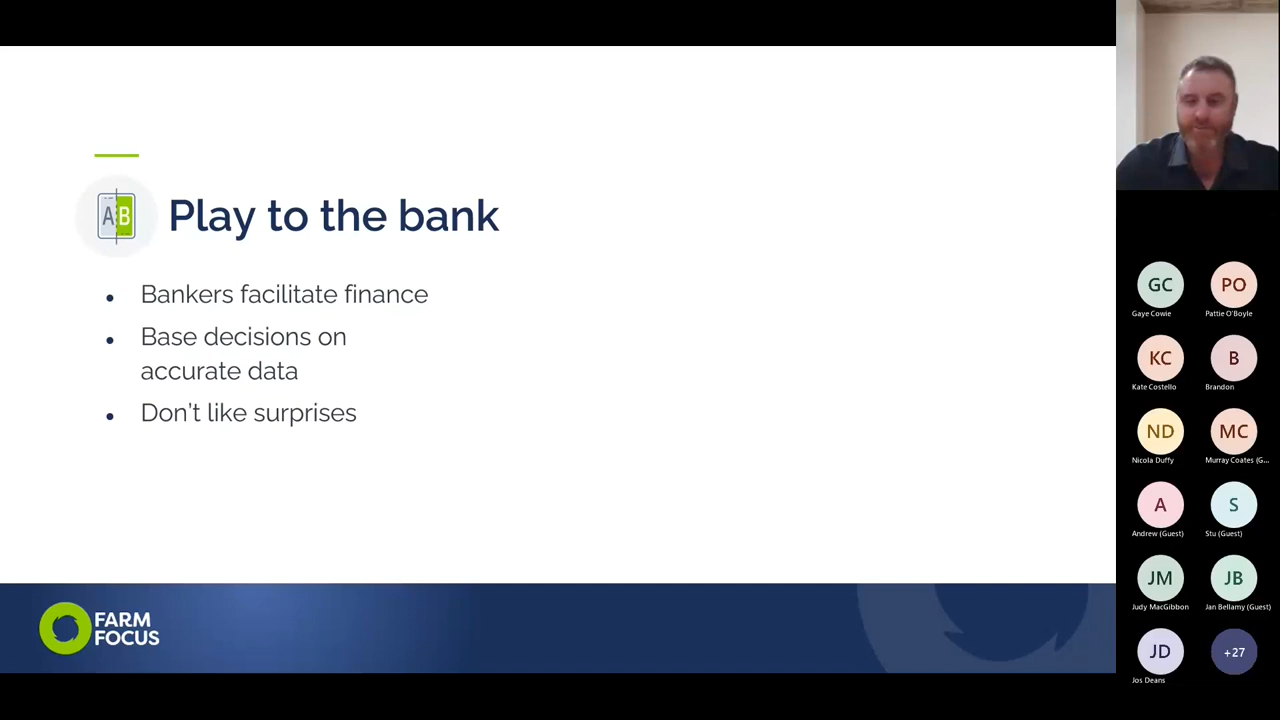 A B
Play to the bank
• Bankers facilitate finance
• Base decisions on
accurate data
• Don't like surprises
FARM
FOCUS
GC
Gaye Cowie
PO
Pattie O'Boyle
KC
Kate Costello
B
Brandon
ND
Nicola Duffy
MC
Murray Coates (G...
A
Andrew (Guest)
S
Stu (Guest)
JM
Judy MacGibbon
JB
Jan Bellamy (Guest)
JD
Jos Deans
+27